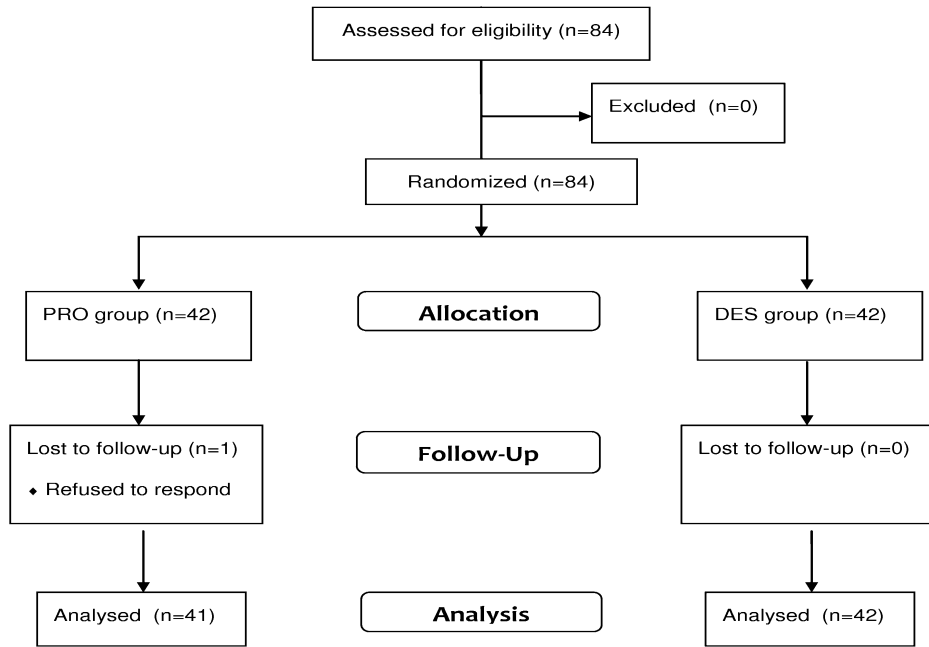 Assessed for eligibility (n=84)
Excluded (n=0)
Randomized (n=84)
PRO group (n=42)
Allocation
DES group (n=42)
Lost to follow-up (n=1)
⬥ Refused to respond
Follow-Up
Lost to follow-up (n=0)
Analysed (n=41)
Analysis
Analysed (n=42)